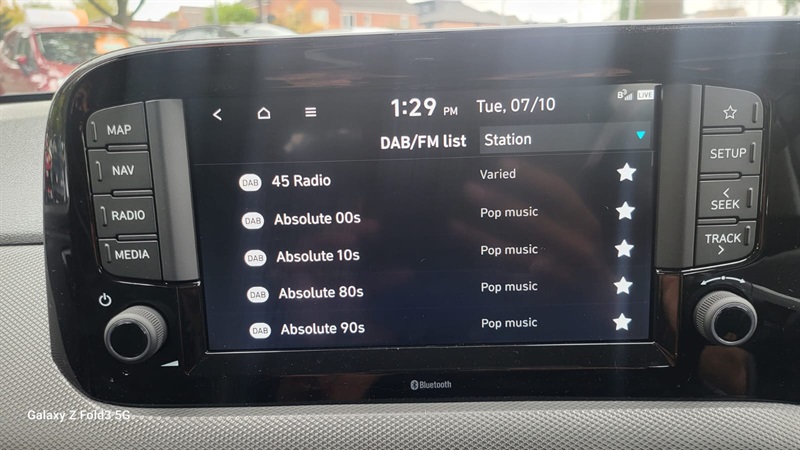 1:29 PM Tue, 07/10 B LIVE
DAB/FM list Station
DAB 45 Radio Varied
DAB Absolute 00s Pop music
DAB Absolute 10s Pop music
DAB Absolute 80s Pop music
DAB Absolute 90s Pop music
MAP
NAV
RADIO
MEDIA
SETUP
< SEEK
TRACK >
Bluetooth
Galaxy Z Fold3 5G